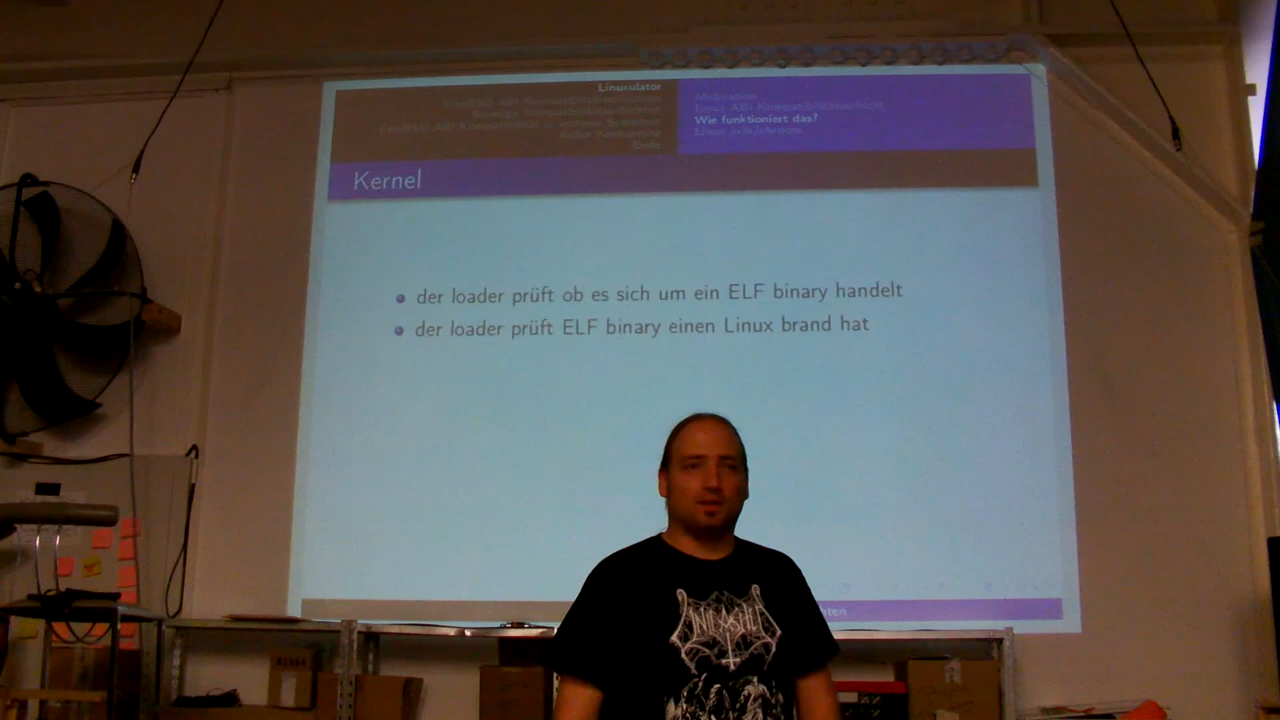 Linuxulator
Motivation
Linux ABI Kompatibilitätsschicht
Wie funktioniert das?
Linux jails/chroots
Ende
Kernel
der loader prüft ob es sich um ein ELF binary handelt
der loader prüft ELF binary einen Linux brand hat